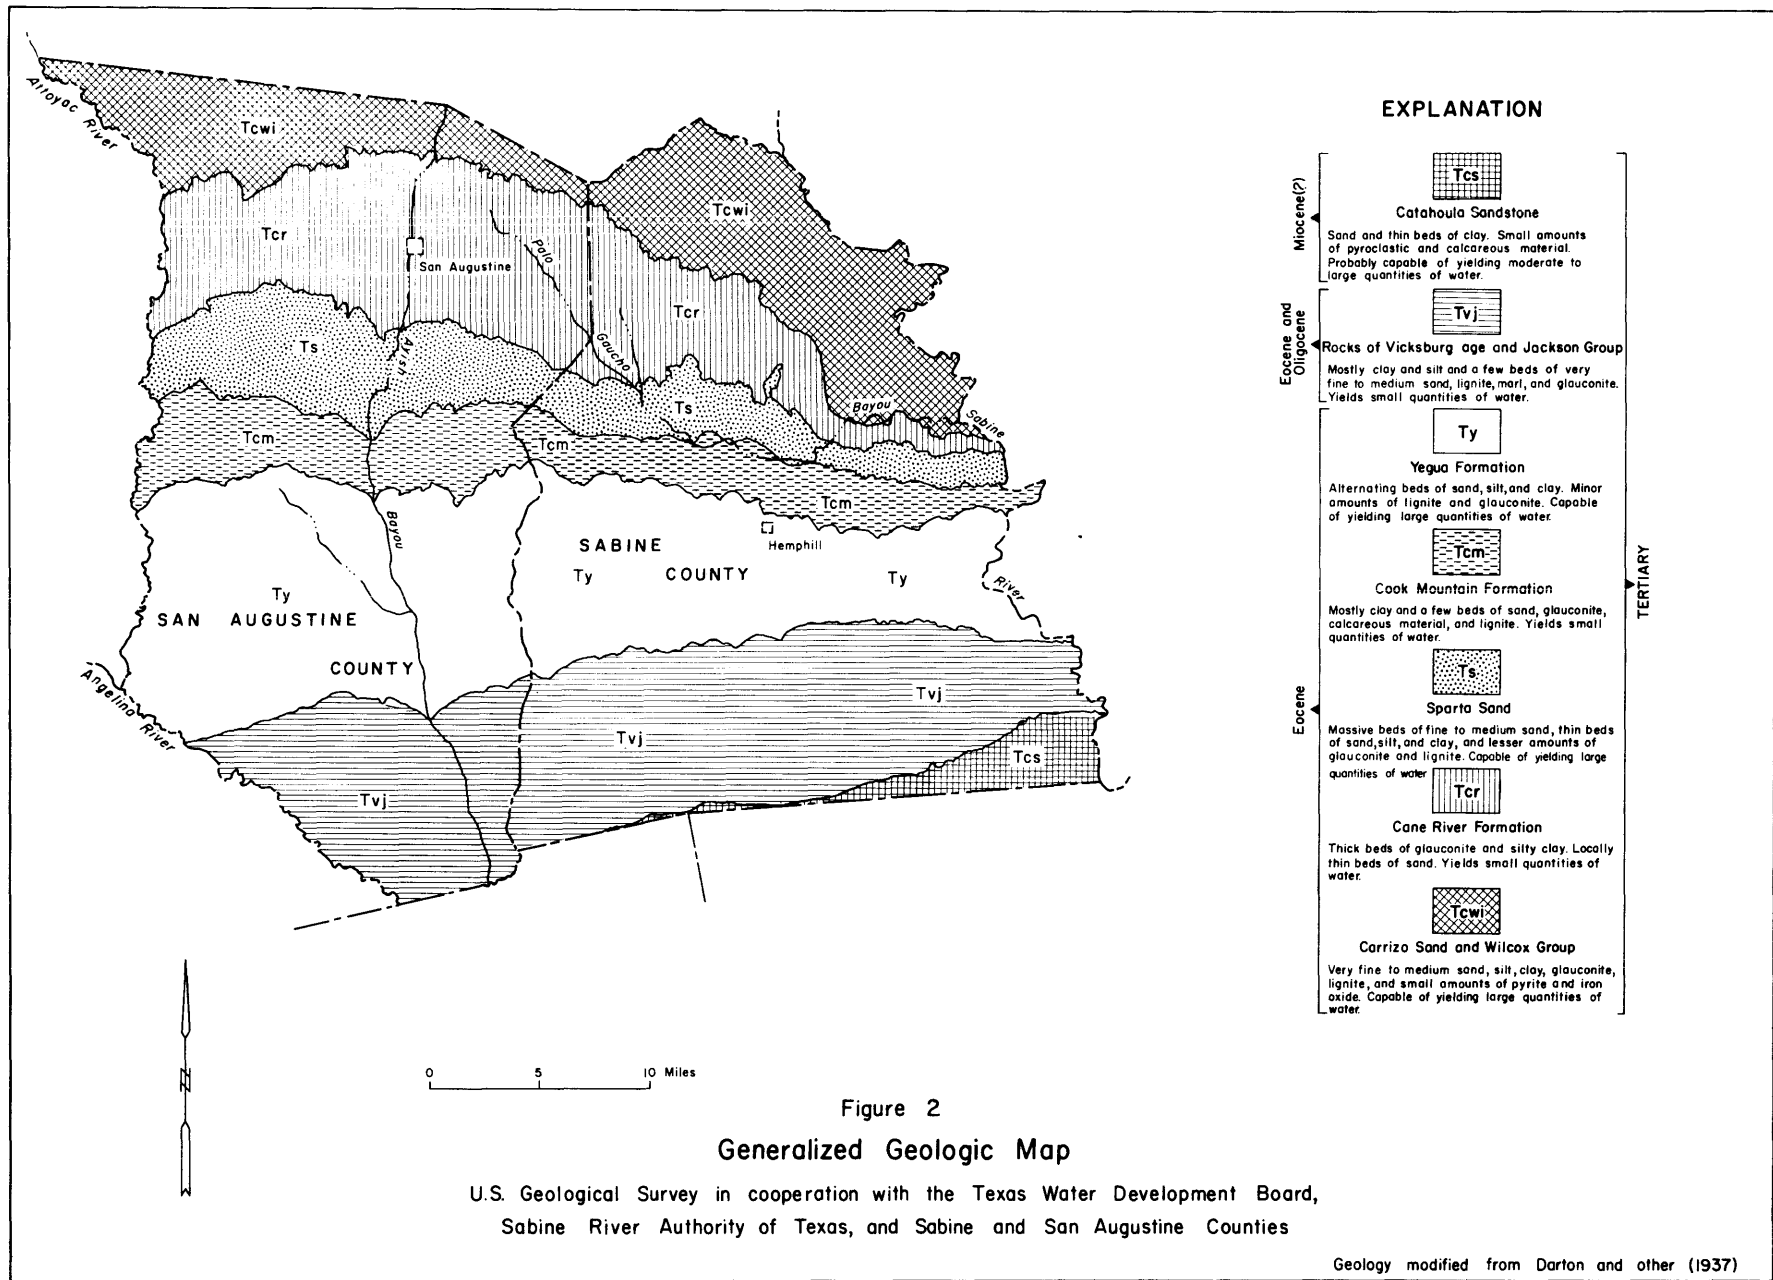 Attoyac
River
Tcwi
Tcwi
Tcr
San Augustine
Palo
Gaucho
Tcr
Ts
Ayish
Ts
Bayou
Sabine
Tcm
Tcm
Tcm
Bayou
Hemphill
SABINE
COUNTY
Ty
Ty
Ty
River
SAN AUGUSTINE
COUNTY
Angelina
River
Tvj
Tvj
Tvj
Tcs
EXPLANATION
Miocene(?)
Tcs
Catahoula Sandstone
Sand and thin beds of clay. Small amounts
of pyroclastic and calcareous material.
Probably capable of yielding moderate to
large quantities of water.
Eocene and
Oligocene
Tvj
Rocks of Vicksburg age and Jackson Group
Mostly clay and silt and a few beds of very
fine to medium sand, lignite, marl, and glauconite.
Yields small quantities of water.
Ty
Yegua Formation
Alternating beds of sand, silt, and clay. Minor
amounts of lignite and glauconite. Capable
of yielding large quantities of water.
Tcm
Cook Mountain Formation
Mostly clay and a few beds of sand, glauconite,
calcareous material, and lignite. Yields small
quantities of water.
TERTIARY
Eocene
Ts
Sparta Sand
Massive beds of fine to medium sand, thin beds
of sand, silt, and clay, and lesser amounts of
glauconite and lignite. Capable of yielding large
quantities of water
Tcr
Cane River Formation
Thick beds of glauconite and silty clay. Locally
thin beds of sand. Yields small quantities of
water.
Tcwi
Carrizo Sand and Wilcox Group
Very fine to medium sand, silt, clay, glauconite,
lignite, and small amounts of pyrite and iron
oxide. Capable of yielding large quantities of
water.
N
0 5 10 Miles
Figure 2
Generalized Geologic Map
U.S. Geological Survey in cooperation with the Texas Water Development Board,
Sabine River Authority of Texas, and Sabine and San Augustine Counties
Geology modified from Darton and other (1937)